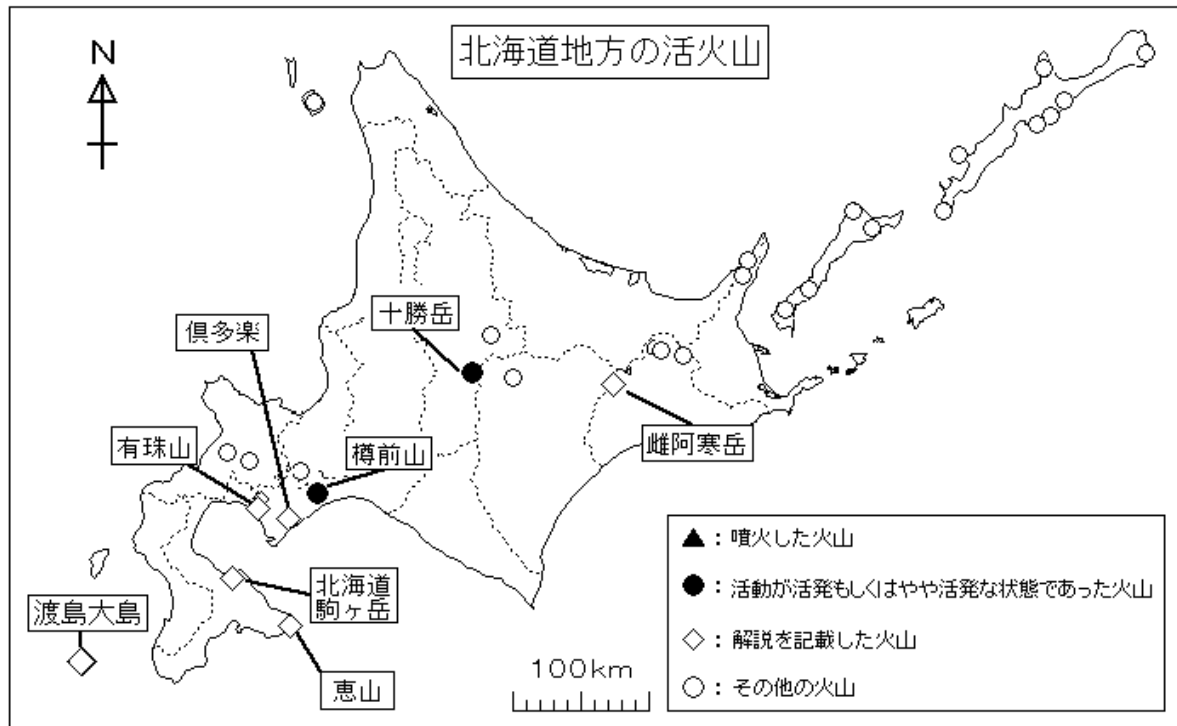 北海道地方の活火山
N
十勝岳
倶多楽
有珠山
樽前山
雌阿寒岳
北海道
駒ヶ岳
渡島大島
恵山
100km
▲：噴火した火山
●：活動が活発もしくはやや活発な状態であった火山
◇：解説を記載した火山
○：その他の火山